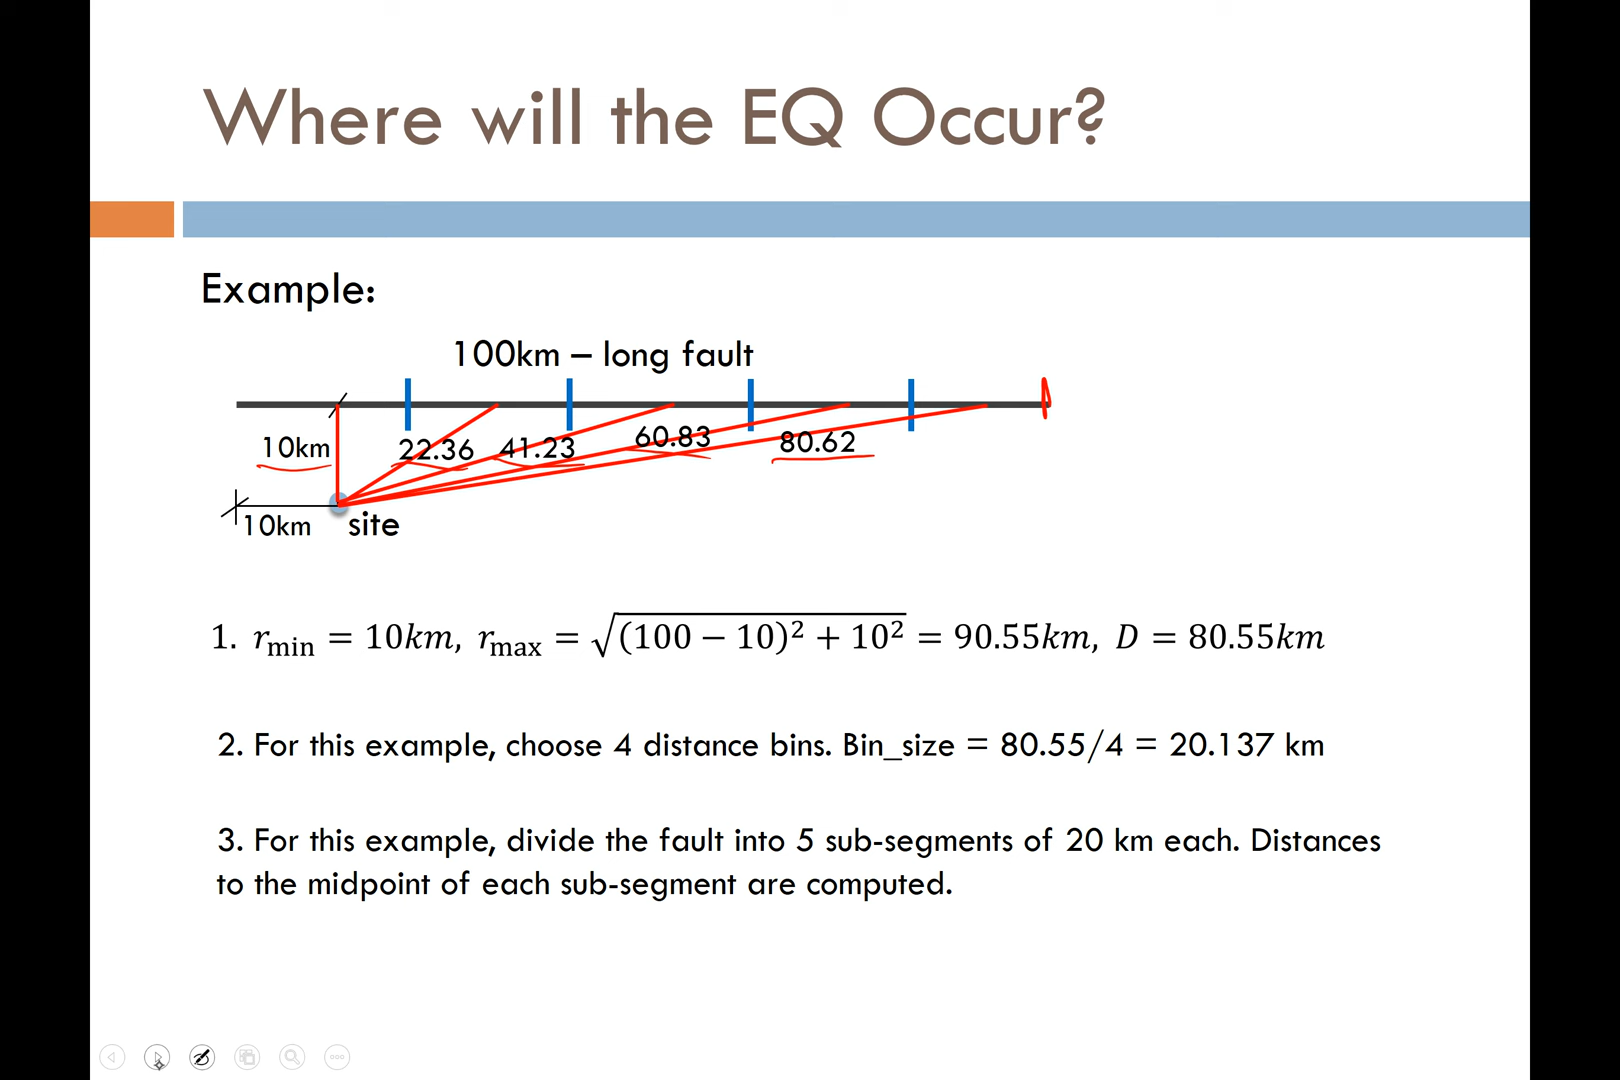 Where will the EQ Occur?
Example:
100km – long fault
10km
22.36
41.23
60.83
80.62
10km
site
1. r_min = 10km, r_max = √((100 − 10)² + 10²) = 90.55km, D = 80.55km
2. For this example, choose 4 distance bins. Bin_size = 80.55/4 = 20.137 km
3. For this example, divide the fault into 5 sub-segments of 20 km each. Distances
to the midpoint of each sub-segment are computed.